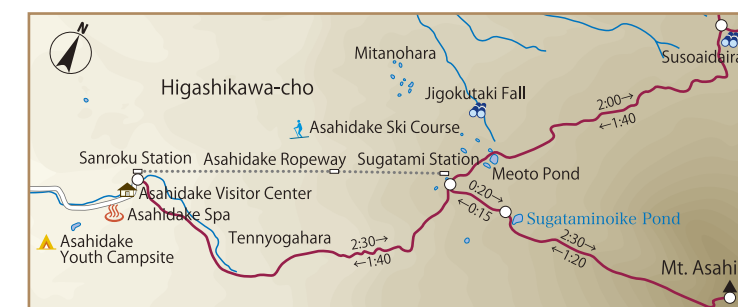 N
Mitanohara
Susoaidaira
Higashikawa-cho
Jigokutaki Fall
2:00→
←1:40
Asahidake Ski Course
Sanroku Station
Asahidake Ropeway
Sugatami Station
Meoto Pond
Asahidake Visitor Center
0:20→
←0:15
Asahidake Spa
Sugataminoike Pond
Asahidake
Youth Campsite
Tennyogahara
2:30→
←1:40
2:30→
←1:20
Mt. Asahi